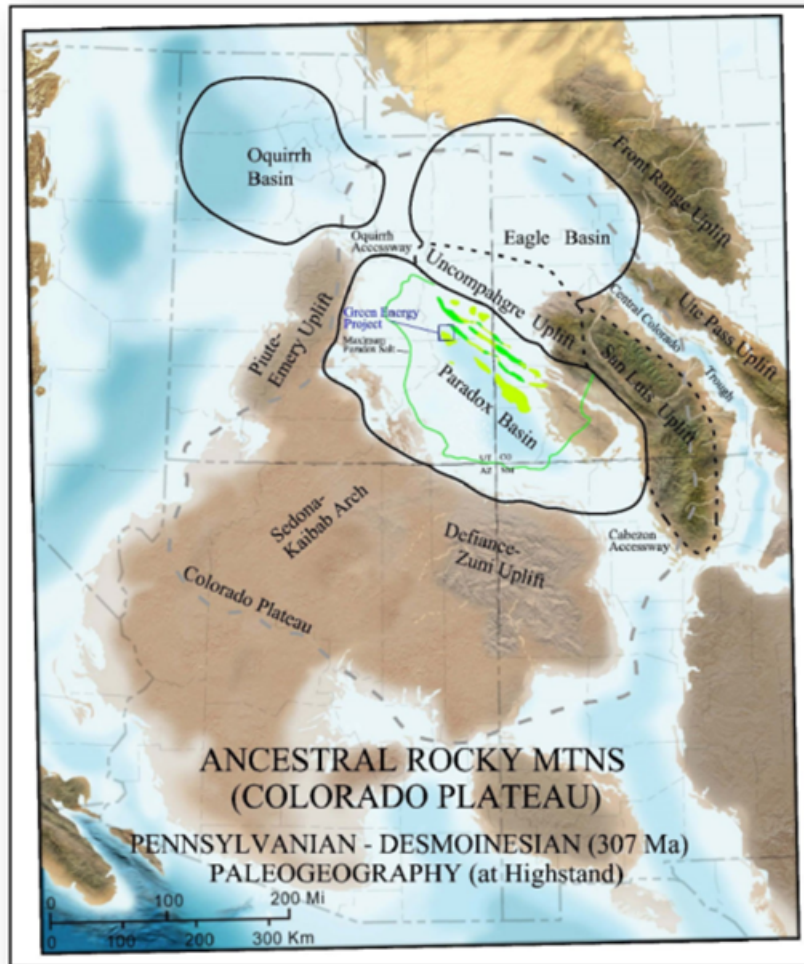 Oquirrh
Basin
Front Range Uplift
Oquirrh
Accessway
Eagle Basin
Uncompahgre Uplift
Central Colorado
Trough
Ute Pass Uplift
Green Energy
Project
Maximum
Paradox Salt
Piute-
Emery Uplift
San Luis Uplift
Paradox Basin
UT CO
AZ NM
Sedona-
Kaibab Arch
Defiance-
Zuni Uplift
Cabezon
Accessway
Colorado Plateau
ANCESTRAL ROCKY MTNS
(COLORADO PLATEAU)
PENNSYLVANIAN - DESMOINESIAN (307 Ma)
PALEOGEOGRAPHY (at Highstand)
0 100 200 Mi
0 100 200 300 Km